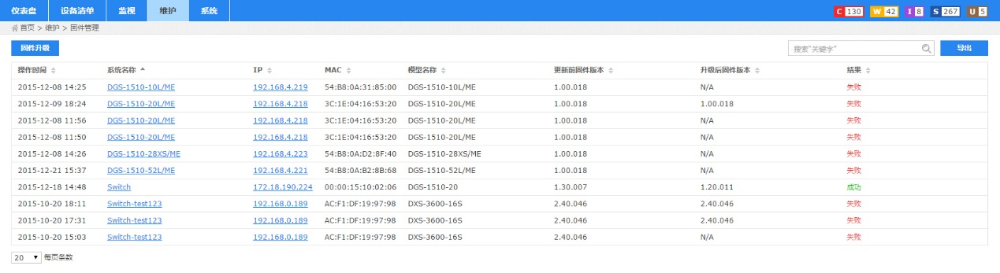 仪表盘 设备清单 监视 维护 系统 C 130 W 42 I 8 S 267 U 5
首页 > 维护 > 固件管理
固件升级 搜索"关键字" 导出
操作时间 系统名称 IP MAC 模型名称 更新前固件版本 升级后固件版本 结果
2015-12-08 14:25 DGS-1510-10L/ME 192.168.4.219 54:B8:0A:31:85:00 DGS-1510-10L/ME 1.00.018 N/A 失败
2015-12-09 18:24 DGS-1510-20L/ME 192.168.4.218 3C:1E:04:16:53:20 DGS-1510-20L/ME 1.00.018 1.00.018 失败
2015-12-08 11:56 DGS-1510-20L/ME 192.168.4.218 3C:1E:04:16:53:20 DGS-1510-20L/ME 1.00.018 N/A 失败
2015-12-08 11:50 DGS-1510-20L/ME 192.168.4.218 3C:1E:04:16:53:20 DGS-1510-20L/ME 1.00.018 N/A 失败
2015-12-08 14:26 DGS-1510-28XS/ME 192.168.4.223 54:B8:0A:D2:8F:40 DGS-1510-28XS/ME 1.00.018 N/A 失败
2015-12-21 15:37 DGS-1510-52L/ME 192.168.4.221 54:B8:0A:B2:8B:68 DGS-1510-52L/ME 1.00.018 N/A 失败
2015-12-18 14:48 Switch 172.18.190.224 00:00:15:10:02:06 DGS-1510-20 1.30.007 1.20.011 成功
2015-10-20 18:11 Switch-test123 192.168.0.189 AC:F1:DF:19:97:98 DXS-3600-16S 2.40.046 2.40.046 失败
2015-10-20 17:31 Switch-test123 192.168.0.189 AC:F1:DF:19:97:98 DXS-3600-16S 2.40.046 2.40.046 失败
2015-10-20 15:03 Switch-test123 192.168.0.189 AC:F1:DF:19:97:98 DXS-3600-16S 2.40.046 N/A 失败
20 每页条数